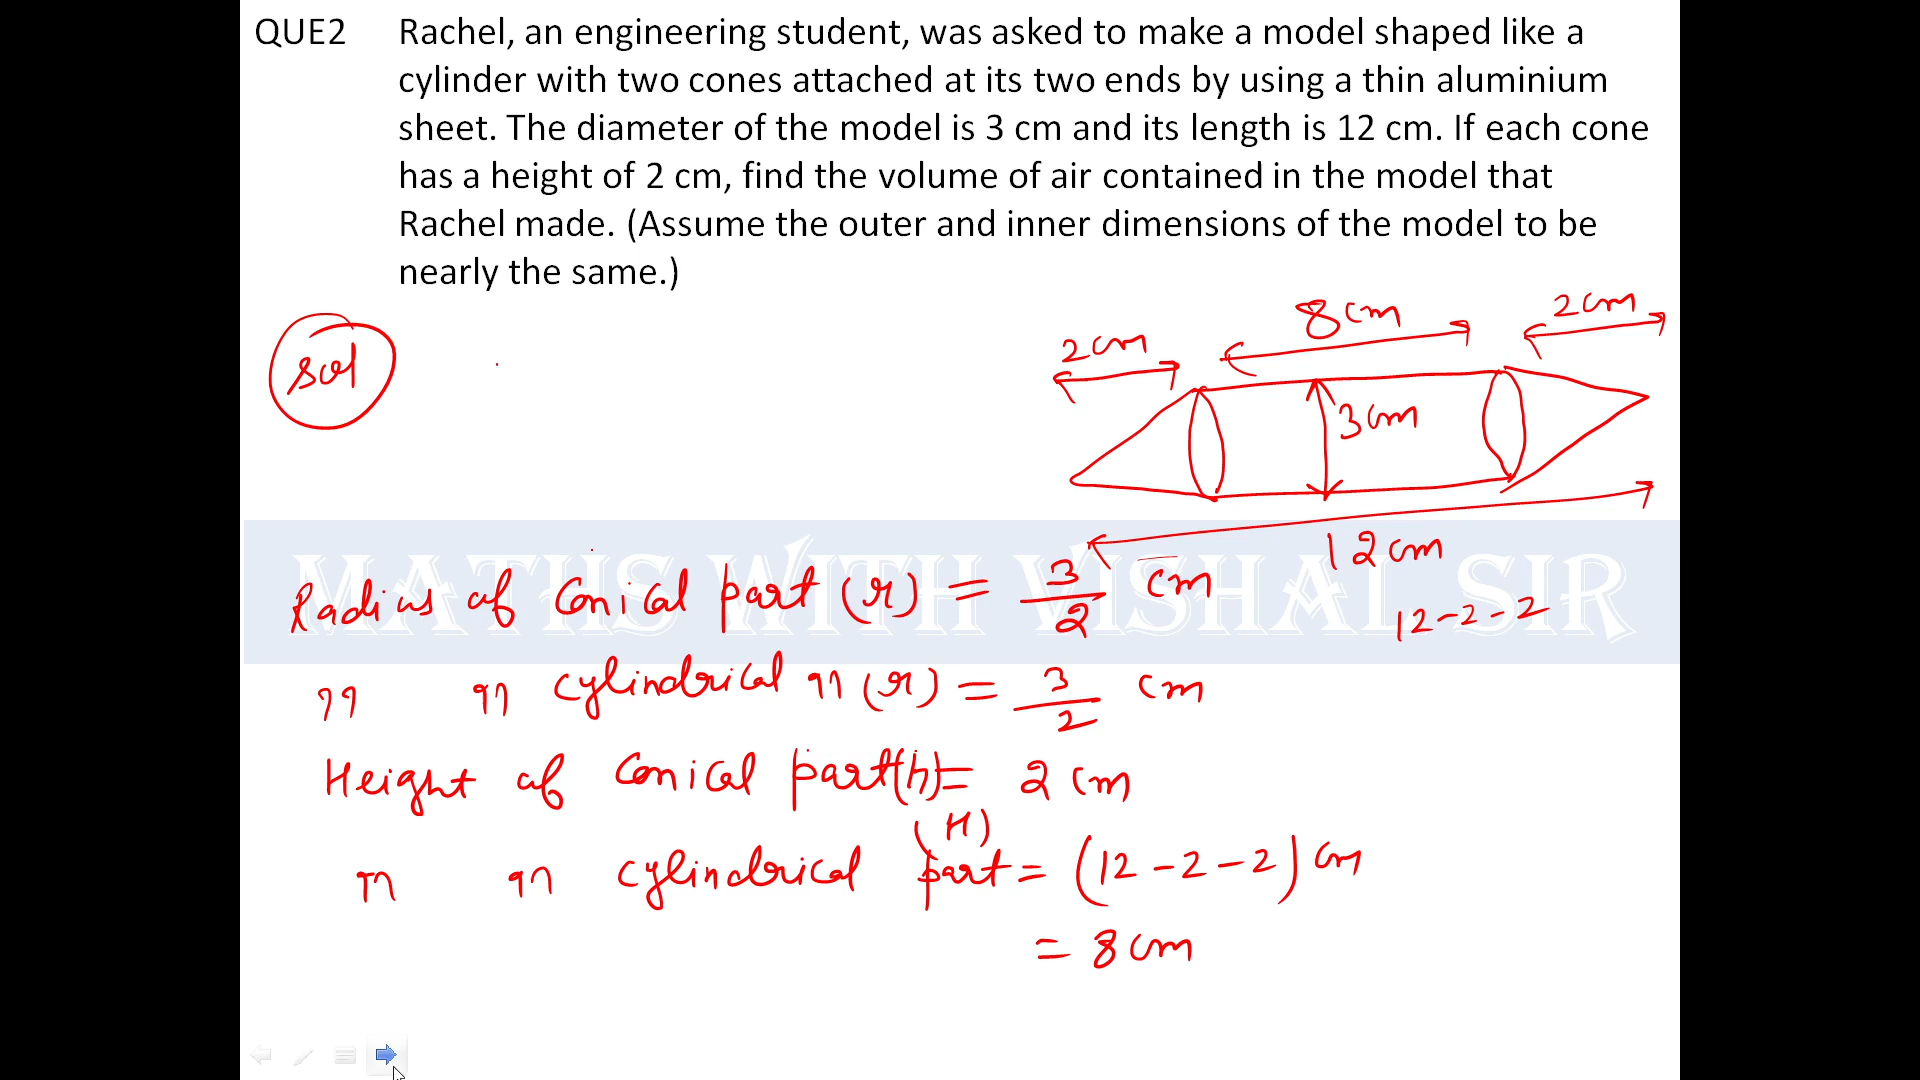 QUE2 Rachel, an engineering student, was asked to make a model shaped like a
cylinder with two cones attached at its two ends by using a thin aluminium
sheet. The diameter of the model is 3 cm and its length is 12 cm. If each cone
has a height of 2 cm, find the volume of air contained in the model that
Rachel made. (Assume the outer and inner dimensions of the model to be
nearly the same.)
Sol
2cm 8cm 2cm
3cm
12cm
12-2-2
MATHS WITH VISHAL SIR
Radius of Conical part (r) = 3/2 cm
" " cylindrical " (r) = 3/2 cm
Height of Conical part(h)= 2 cm
(H)
" " cylindrical part = (12-2-2) cm
= 8cm